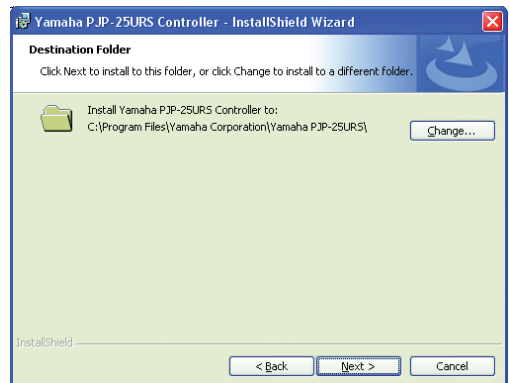 Yamaha PJP-25URS Controller - InstallShield Wizard
Destination Folder
Click Next to install to this folder, or click Change to install to a different folder.
Install Yamaha PJP-25URS Controller to:
C:\Program Files\Yamaha Corporation\Yamaha PJP-25URS\
Change...
InstallShield
< Back
Next >
Cancel